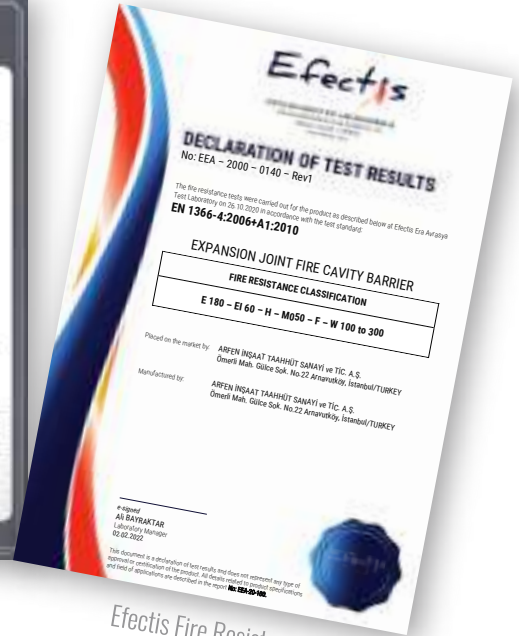 Efectis
DECLARATION OF TEST RESULTS
No: EEA – 2000 – 0140 – Rev1
The fire resistance tests were carried out for the product as described below at Efectis Era Avrasya
Test Laboratory on 26.10.2020 in accordance with the test standard:
EN 1366-4:2006+A1:2010
EXPANSION JOINT FIRE CAVITY BARRIER
FIRE RESISTANCE CLASSIFICATION
E 180 – EI 60 – H – M050 – F – W 100 to 300
Placed on the market by: ARFEN İNŞAAT TAAHHÜT SANAYİ ve TİC. A.Ş.
Ömerli Mah. Gülce Sok. No.22 Arnavutköy, İstanbul/TURKEY
Manufactured by: ARFEN İNŞAAT TAAHHÜT SANAYİ ve TİC. A.Ş.
Ömerli Mah. Gülce Sok. No.22 Arnavutköy, İstanbul/TURKEY
e-signed
Ali BAYRAKTAR
Laboratory Manager
02.02.2022
This document is a declaration of test results and does not represent any type of
approval or certification of the product. All details related to product specifications
and field of applications are described in the report No: EEA-20-160.
Efectis Fire